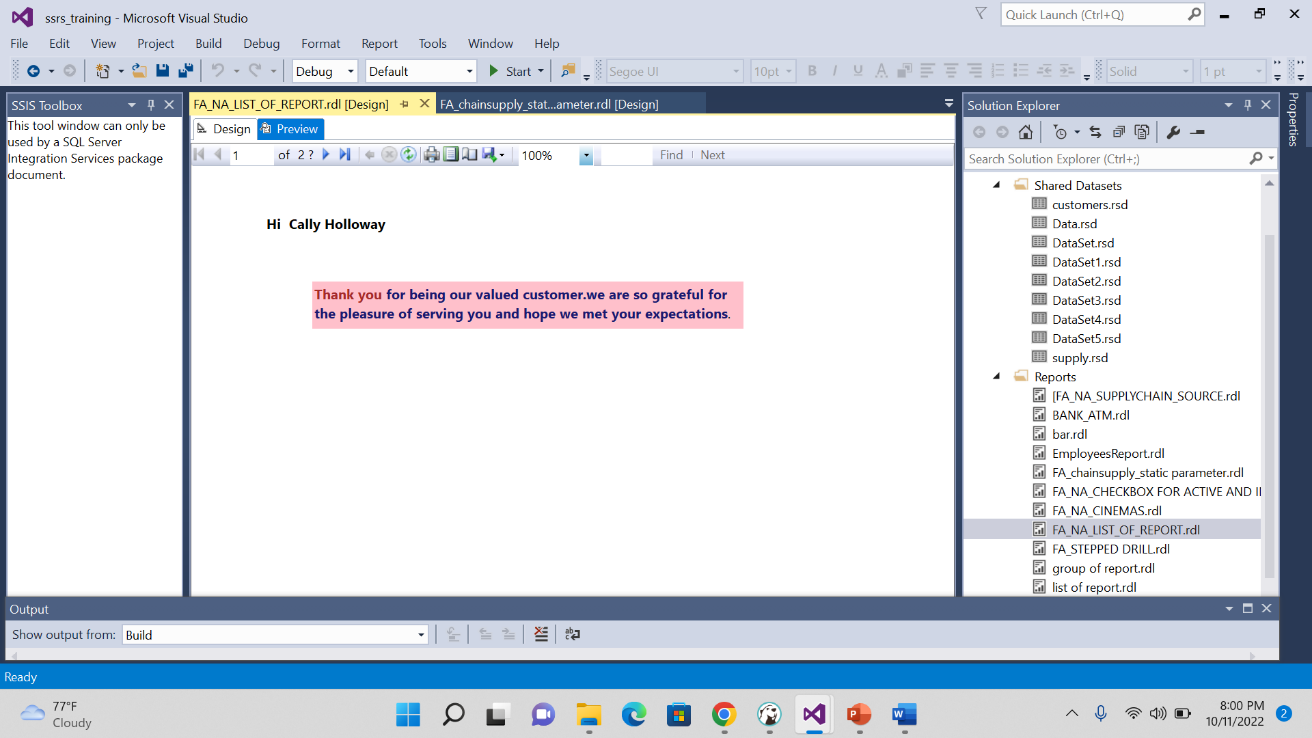 ssrs_training - Microsoft Visual Studio
Quick Launch (Ctrl+Q)
File Edit View Project Build Debug Format Report Tools Window Help
Debug Default Start Segoe UI 10pt B I U A Solid 1 pt
SSIS Toolbox
This tool window can only be
used by a SQL Server
Integration Services package
document.
FA_NA_LIST_OF_REPORT.rdl [Design] FA_chainsupply_stat...ameter.rdl [Design]
Design Preview
1 of 2 ? 100% Find | Next
Hi Cally Holloway
Thank you for being our valued customer.we are so grateful for
the pleasure of serving you and hope we met your expectations.
Solution Explorer
Search Solution Explorer (Ctrl+;)
Shared Datasets
customers.rsd
Data.rsd
DataSet.rsd
DataSet1.rsd
DataSet2.rsd
DataSet3.rsd
DataSet4.rsd
DataSet5.rsd
supply.rsd
Reports
[FA_NA_SUPPLYCHAIN_SOURCE.rdl
BANK_ATM.rdl
bar.rdl
EmployeesReport.rdl
FA_chainsupply_static parameter.rdl
FA_NA_CHECKBOX FOR ACTIVE AND II
FA_NA_CINEMAS.rdl
FA_NA_LIST_OF_REPORT.rdl
FA_STEPPED DRILL.rdl
group of report.rdl
list of report.rdl
Properties
Output
Show output from: Build
Ready
77°F
Cloudy
8:00 PM
10/11/2022
2